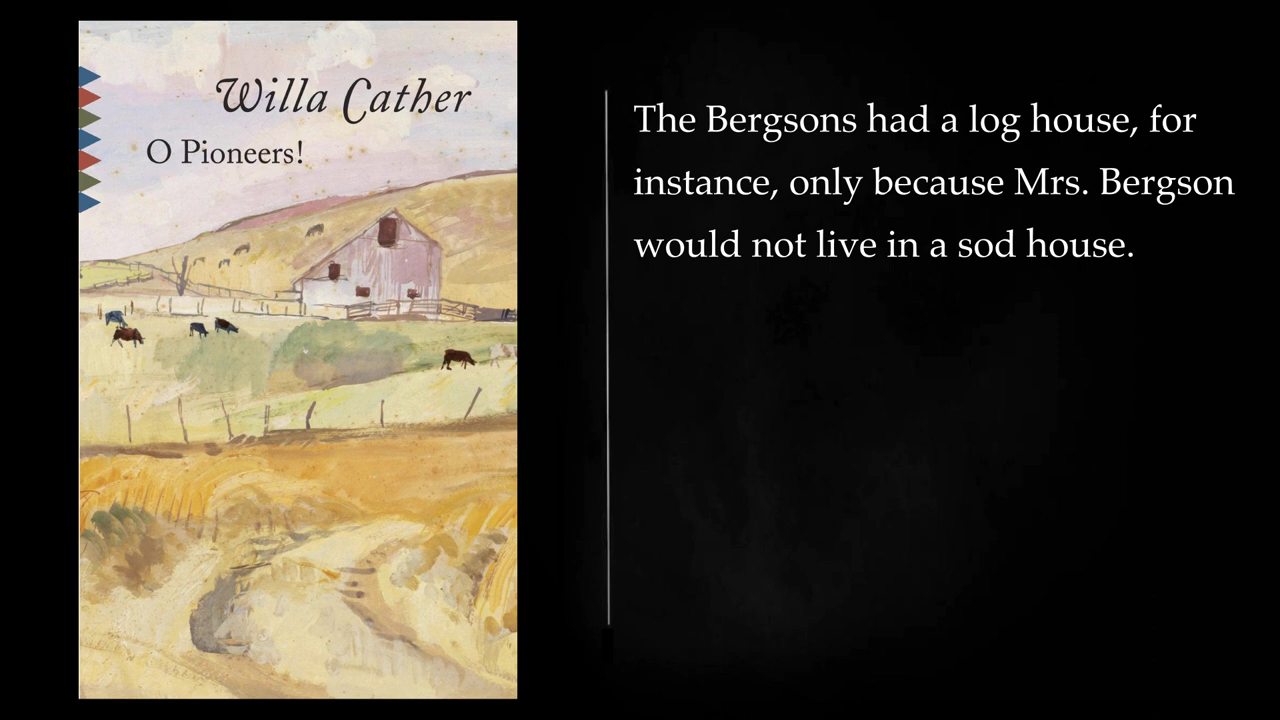 Willa Cather
O Pioneers!
The Bergsons had a log house, for
instance, only because Mrs. Bergson
would not live in a sod house.